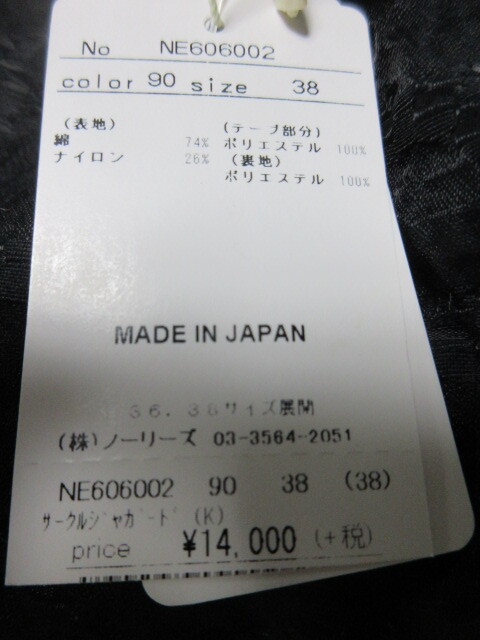 No NE606002
color 90 size 38
(表地) (テープ部分)
綿 74% ポリエステル 100%
ナイロン 26% (裏地)
ポリエステル 100%
MADE IN JAPAN
36. 38サイズ展開
(株)ノーリーズ 03-3564-2051
NE606002 90 38 (38)
サークルジャガード (K)
price ¥14,000 (+税)